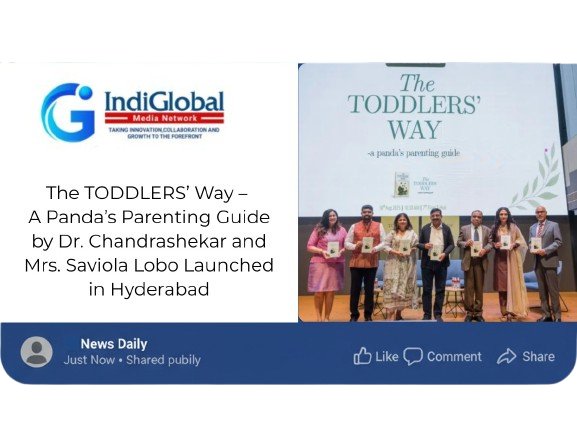 IndiGlobal
Media Network
TAKING INNOVATION,COLLABORATION AND
GROWTH TO THE FOREFRONT
The TODDLERS’ Way –
A Panda’s Parenting Guide
by Dr. Chandrashekar and
Mrs. Saviola Lobo Launched
in Hyderabad
The
TODDLERS’
WAY
-a panda's parenting guide
News Daily
Just Now • Shared pubily
Like
Comment
Share